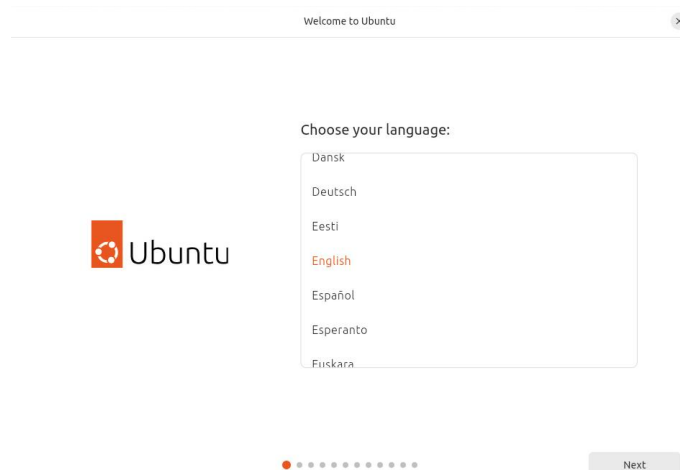 Welcome to Ubuntu
Choose your language:
Dansk
Deutsch
Eesti
English
Español
Esperanto
Euskara
Ubuntu
Next